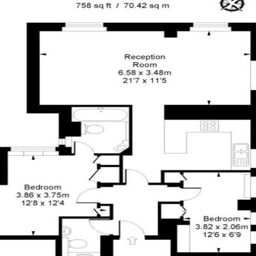 758 sq ft / 70.42 sq m
Reception
Room
6.58 x 3.48m
21'7 x 11'5
Bedroom
3.86 x 3.75m
12'8 x 12'4
Bedroom
3.82 x 2.06m
12'6 x 6'9